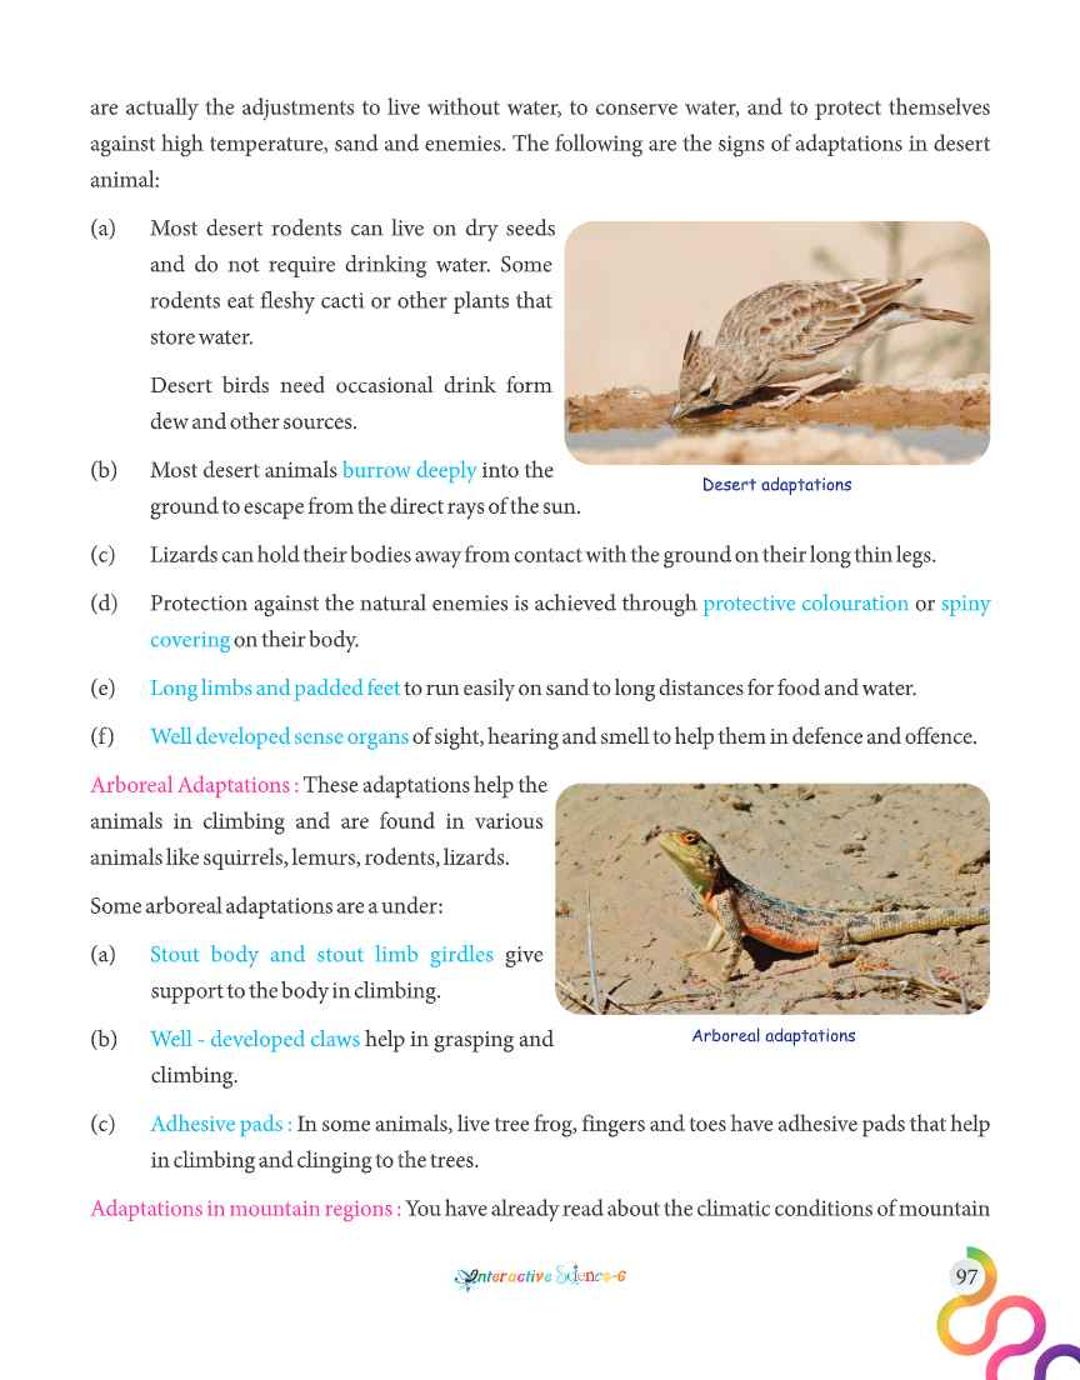 are actually the adjustments to live without water, to conserve water, and to protect themselves
against high temperature, sand and enemies. The following are the signs of adaptations in desert
animal:
(a) Most desert rodents can live on dry seeds
and do not require drinking water. Some
rodents eat fleshy cacti or other plants that
store water.
Desert birds need occasional drink form
dew and other sources.
(b) Most desert animals burrow deeply into the
ground to escape from the direct rays of the sun.
Desert adaptations
(c) Lizards can hold their bodies away from contact with the ground on their long thin legs.
(d) Protection against the natural enemies is achieved through protective colouration or spiny
covering on their body.
(e) Long limbs and padded feet to run easily on sand to long distances for food and water.
(f) Well developed sense organs of sight, hearing and smell to help them in defence and offence.
Arboreal Adaptations : These adaptations help the
animals in climbing and are found in various
animals like squirrels, lemurs, rodents, lizards.
Some arboreal adaptations are a under:
(a) Stout body and stout limb girdles give
support to the body in climbing.
(b) Well - developed claws help in grasping and
climbing.
Arboreal adaptations
(c) Adhesive pads : In some animals, live tree frog, fingers and toes have adhesive pads that help
in climbing and clinging to the trees.
Adaptations in mountain regions : You have already read about the climatic conditions of mountain
Interactive Science-6
97